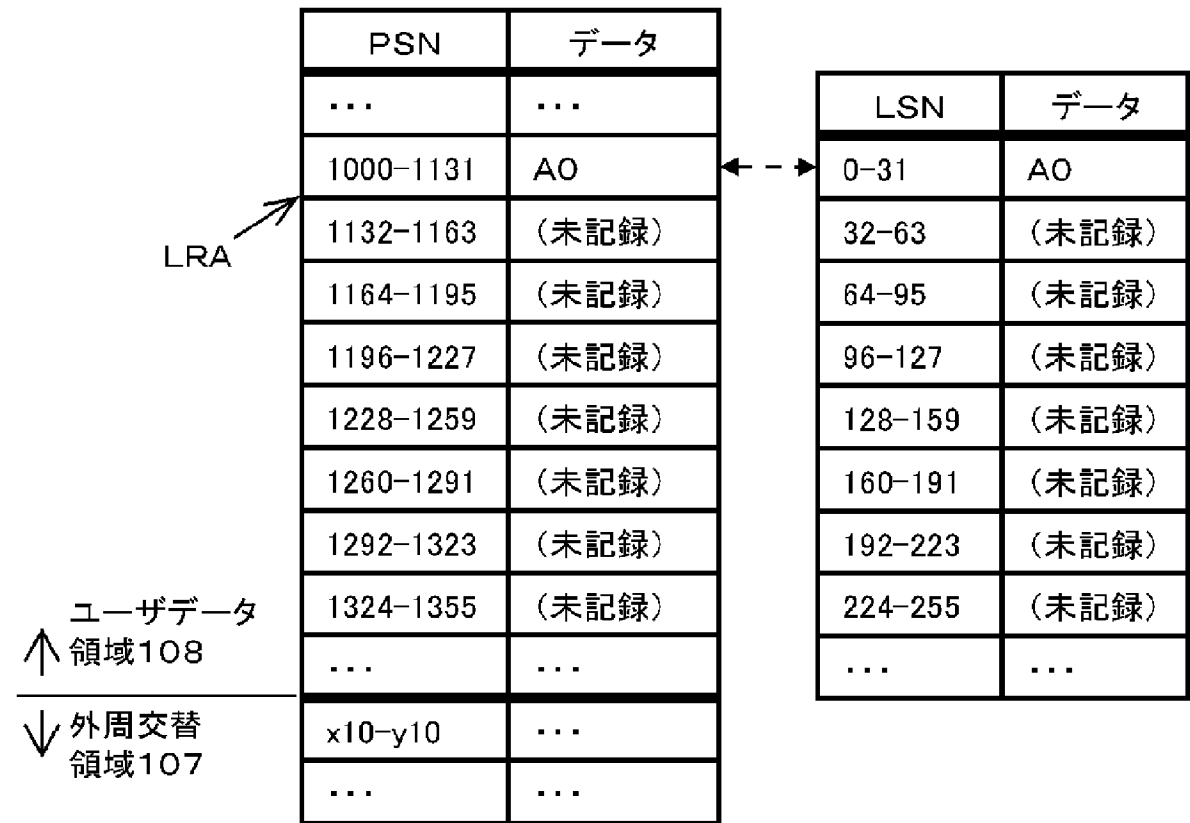 PSN データ
・・・ ・・・
1000-1131 A0
1132-1163 （未記録）
1164-1195 （未記録）
1196-1227 （未記録）
1228-1259 （未記録）
1260-1291 （未記録）
1292-1323 （未記録）
1324-1355 （未記録）
・・・ ・・・
x10-y10 ・・・
・・・ ・・・
LRA
ユーザデータ
領域108
外周交替
領域107
LSN データ
0-31 A0
32-63 （未記録）
64-95 （未記録）
96-127 （未記録）
128-159 （未記録）
160-191 （未記録）
192-223 （未記録）
224-255 （未記録）
・・・ ・・・